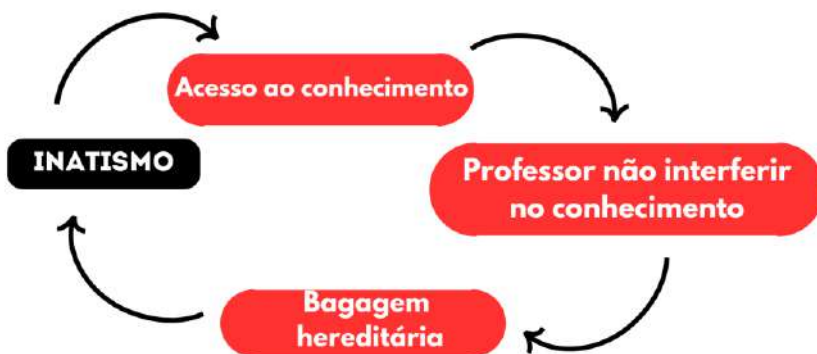 Acesso ao conhecimento
INATISMO
Professor não interferir
no conhecimento
Bagagem
hereditária